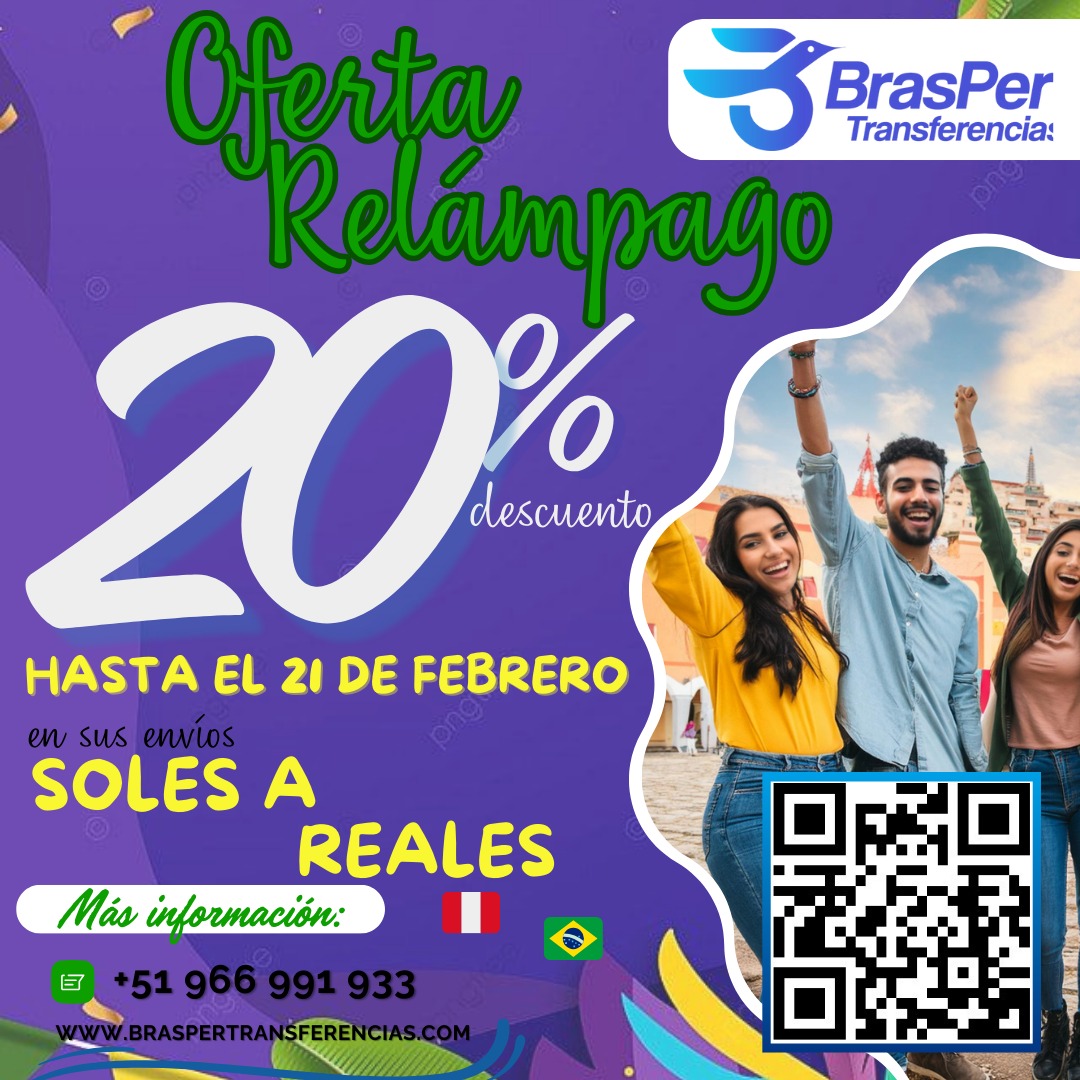 Oferta
Relámpago
BrasPer
Transferencias
20%
descuento
HASTA EL 21 DE FEBRERO
en sus envíos
SOLES A
REALES
Más información:
+51 966 991 933
WWW.BRASPERTRANSFERENCIAS.COM